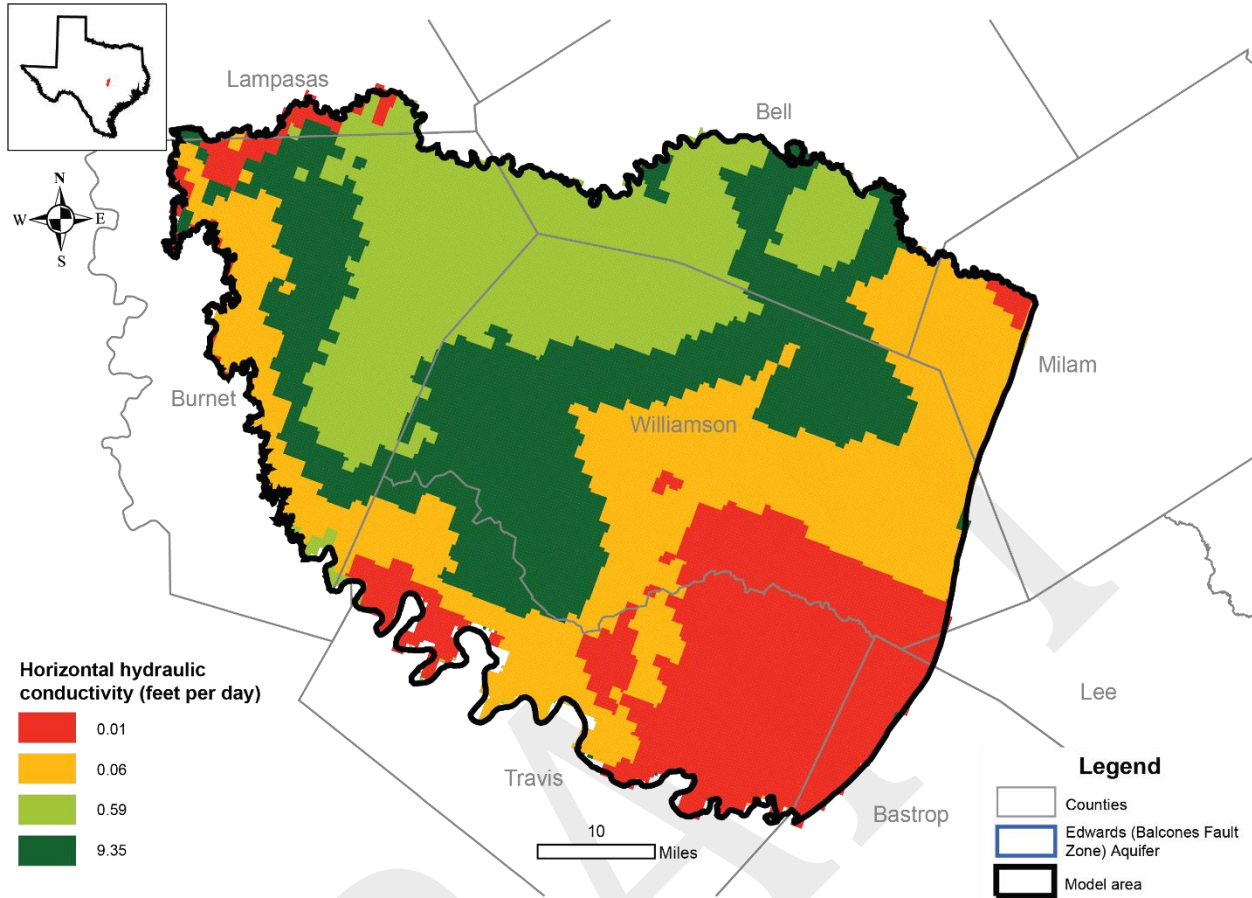 Lampasas
Bell
N
W E
S
Burnet
Williamson
Milam
Horizontal hydraulic
conductivity (feet per day)
0.01
0.06
0.59
9.35
Travis
Lee
Bastrop
10
Miles
Legend
Counties
Edwards (Balcones Fault
Zone) Aquifer
Model area